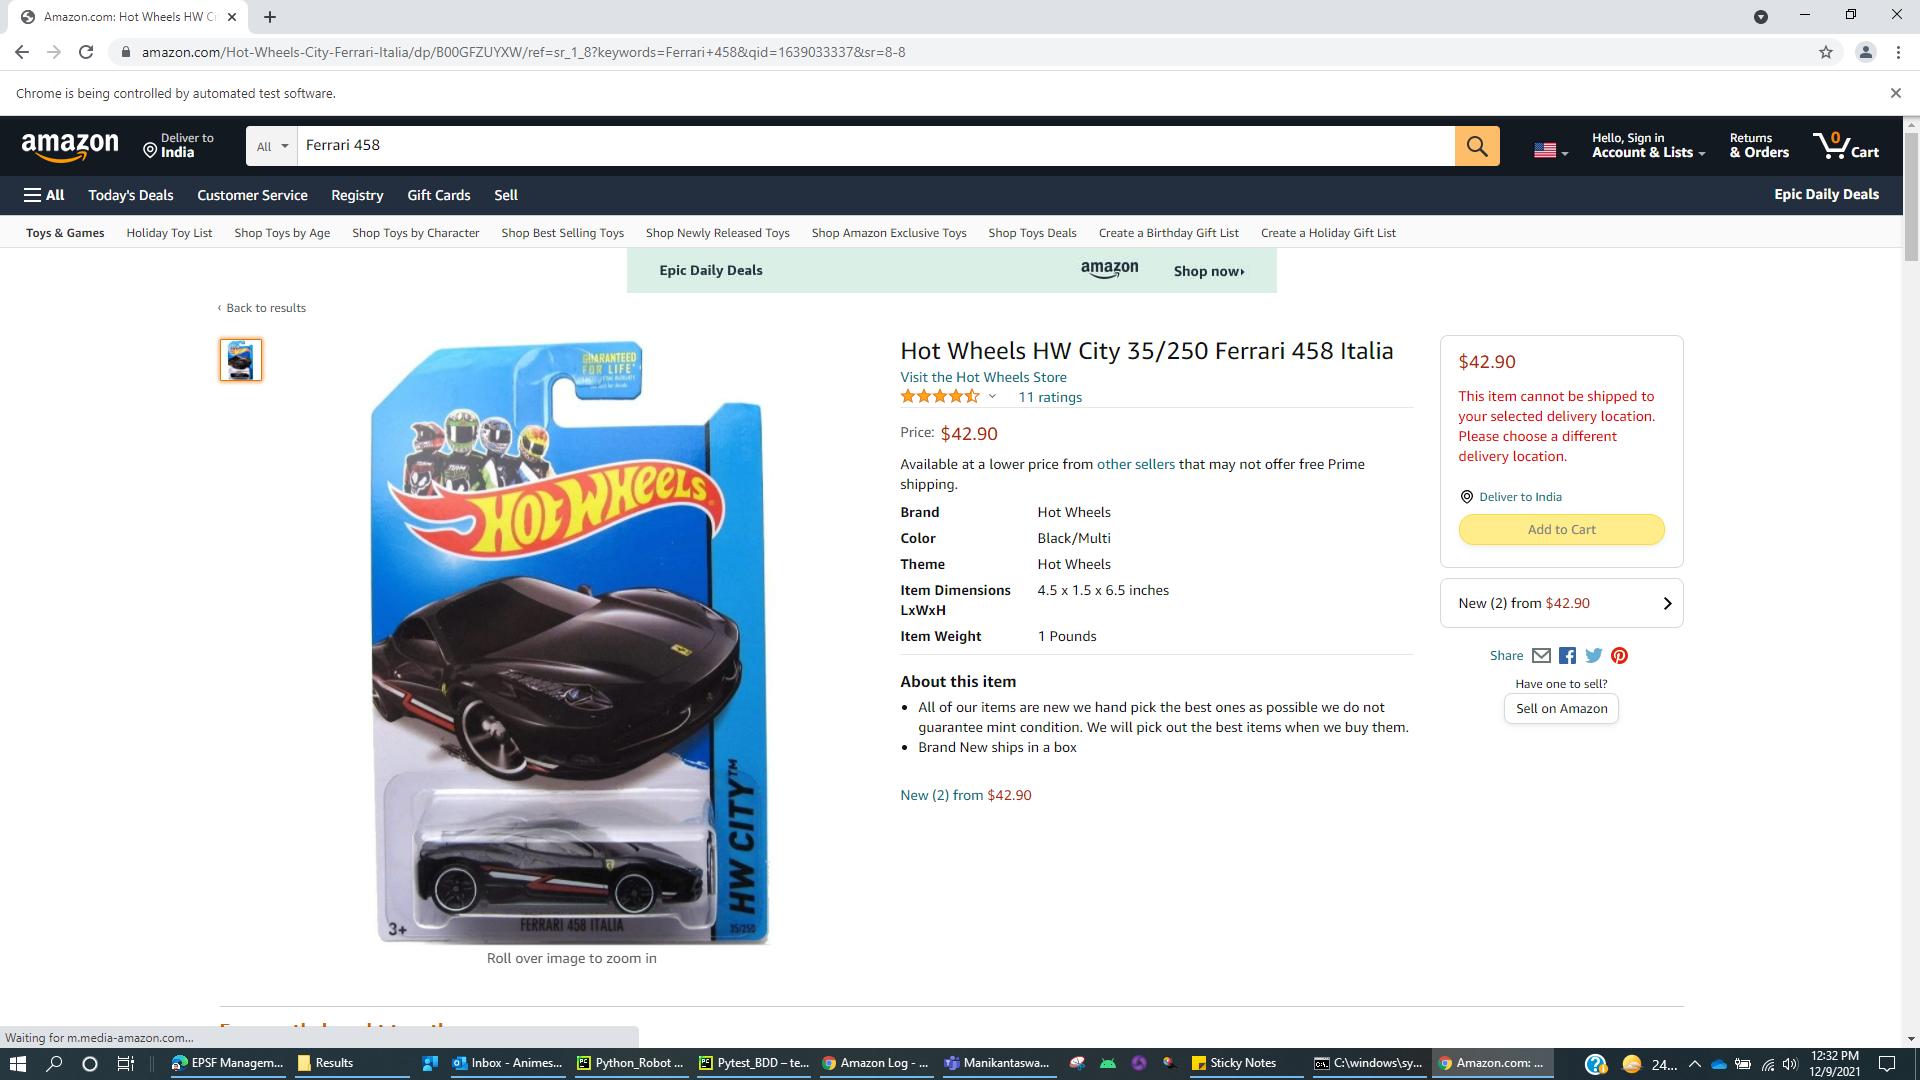 Amazon.com: Hot Wheels HW Ci
amazon.com/Hot-Wheels-City-Ferrari-Italia/dp/B00GFZUYXW/ref=sr_1_8?keywords=Ferrari+458&qid=1639033337&sr=8-8
Chrome is being controlled by automated test software.
amazon
Deliver to
India
All
Ferrari 458
Hello, Sign in
Account & Lists
Returns
& Orders
0
Cart
All
Today's Deals
Customer Service
Registry
Gift Cards
Sell
Epic Daily Deals
Toys & Games
Holiday Toy List
Shop Toys by Age
Shop Toys by Character
Shop Best Selling Toys
Shop Newly Released Toys
Shop Amazon Exclusive Toys
Shop Toys Deals
Create a Birthday Gift List
Create a Holiday Gift List
Epic Daily Deals
amazon
Shop now
‹ Back to results
GUARANTEED
FOR LIFE
HOT WHEELS
HW CITY™
3+
FERRARI 458 ITALIA
35/250
Roll over image to zoom in
Hot Wheels HW City 35/250 Ferrari 458 Italia
Visit the Hot Wheels Store
11 ratings
Price: $42.90
Available at a lower price from other sellers that may not offer free Prime
shipping.
Brand Hot Wheels
Color Black/Multi
Theme Hot Wheels
Item Dimensions 4.5 x 1.5 x 6.5 inches
LxWxH
Item Weight 1 Pounds
About this item
• All of our items are new we hand pick the best ones as possible we do not
guarantee mint condition. We will pick out the best items when we buy them.
• Brand New ships in a box
New (2) from $42.90
$42.90
This item cannot be shipped to
your selected delivery location.
Please choose a different
delivery location.
Deliver to India
Add to Cart
New (2) from $42.90
Share
Have one to sell?
Sell on Amazon
Waiting for m.media-amazon.com...
EPSF Managem...
Results
Inbox - Animes...
Python_Robot ...
Pytest_BDD – te...
Amazon Log - ...
Manikantaswa...
Sticky Notes
C:\windows\sy...
Amazon.com: ...
24...
12:32 PM
12/9/2021